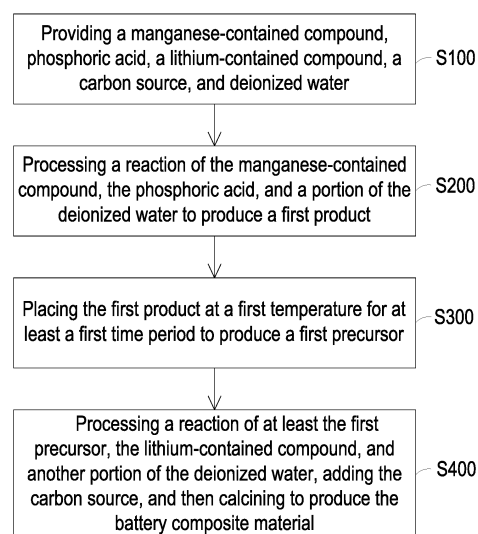 Providing a manganese-contained compound,
phosphoric acid, a lithium-contained compound, a
carbon source, and deionized water
S100
Processing a reaction of the manganese-contained
compound, the phosphoric acid, and a portion of the
deionized water to produce a first product
S200
Placing the first product at a first temperature for at
least a first time period to produce a first precursor
S300
Processing a reaction of at least the first
precursor, the lithium-contained compound, and
another portion of the deionized water, adding the
carbon source, and then calcining to produce the
battery composite material
S400